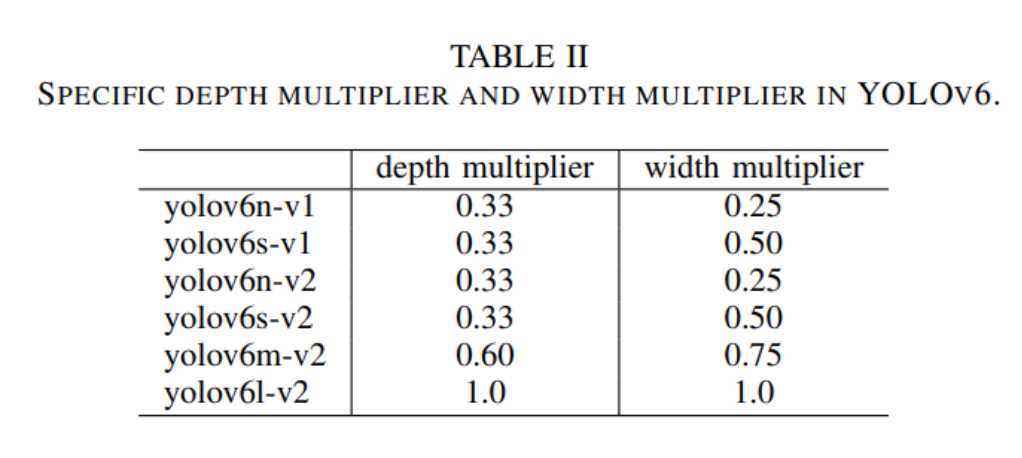 TABLE II
SPECIFIC DEPTH MULTIPLIER AND WIDTH MULTIPLIER IN YOLOV6.
depth multiplier width multiplier
yolov6n-v1 0.33 0.25
yolov6s-v1 0.33 0.50
yolov6n-v2 0.33 0.25
yolov6s-v2 0.33 0.50
yolov6m-v2 0.60 0.75
yolov6l-v2 1.0 1.0